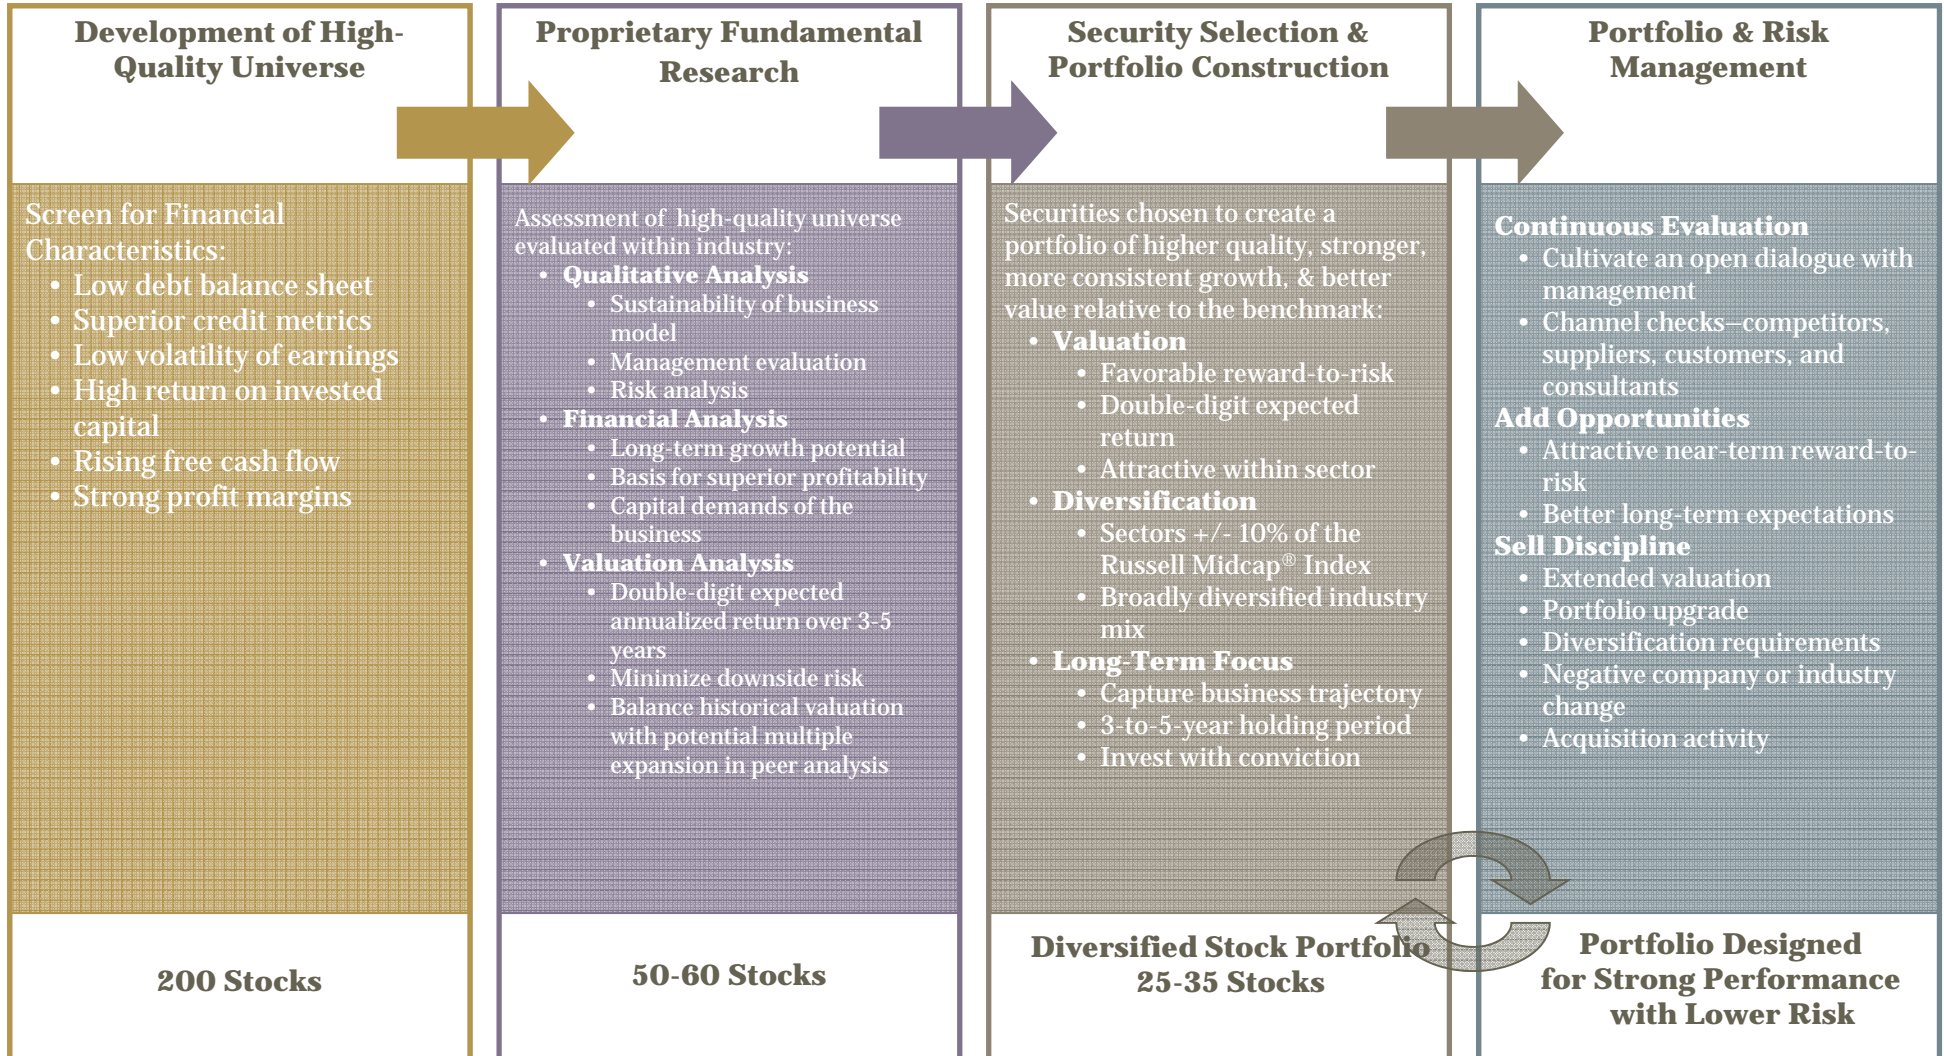 Development of High-
Quality Universe
Screen for Financial
Characteristics:
• Low debt balance sheet
• Superior credit metrics
• Low volatility of earnings
• High return on invested
capital
• Rising free cash flow
• Strong profit margins
200 Stocks
Proprietary Fundamental
Research
Assessment of high-quality universe
evaluated within industry:
• Qualitative Analysis
• Sustainability of business
model
• Management evaluation
• Risk analysis
• Financial Analysis
• Long-term growth potential
• Basis for superior profitability
• Capital demands of the
business
• Valuation Analysis
• Double-digit expected
annualized return over 3-5
years
• Minimize downside risk
• Balance historical valuation
with potential multiple
expansion in peer analysis
50-60 Stocks
Security Selection &
Portfolio Construction
Securities chosen to create a
portfolio of higher quality, stronger,
more consistent growth, & better
value relative to the benchmark:
• Valuation
• Favorable reward-to-risk
• Double-digit expected
return
• Attractive within sector
• Diversification
• Sectors +/- 10% of the
Russell Midcap® Index
• Broadly diversified industry
mix
• Long-Term Focus
• Capture business trajectory
• 3-to-5-year holding period
• Invest with conviction
Diversified Stock Portfolio
25-35 Stocks
Portfolio & Risk
Management
Continuous Evaluation
• Cultivate an open dialogue with
management
• Channel checks—competitors,
suppliers, customers, and
consultants
Add Opportunities
• Attractive near-term reward-to-
risk
• Better long-term expectations
Sell Discipline
• Extended valuation
• Portfolio upgrade
• Diversification requirements
• Negative company or industry
change
• Acquisition activity
Portfolio Designed
for Strong Performance
with Lower Risk